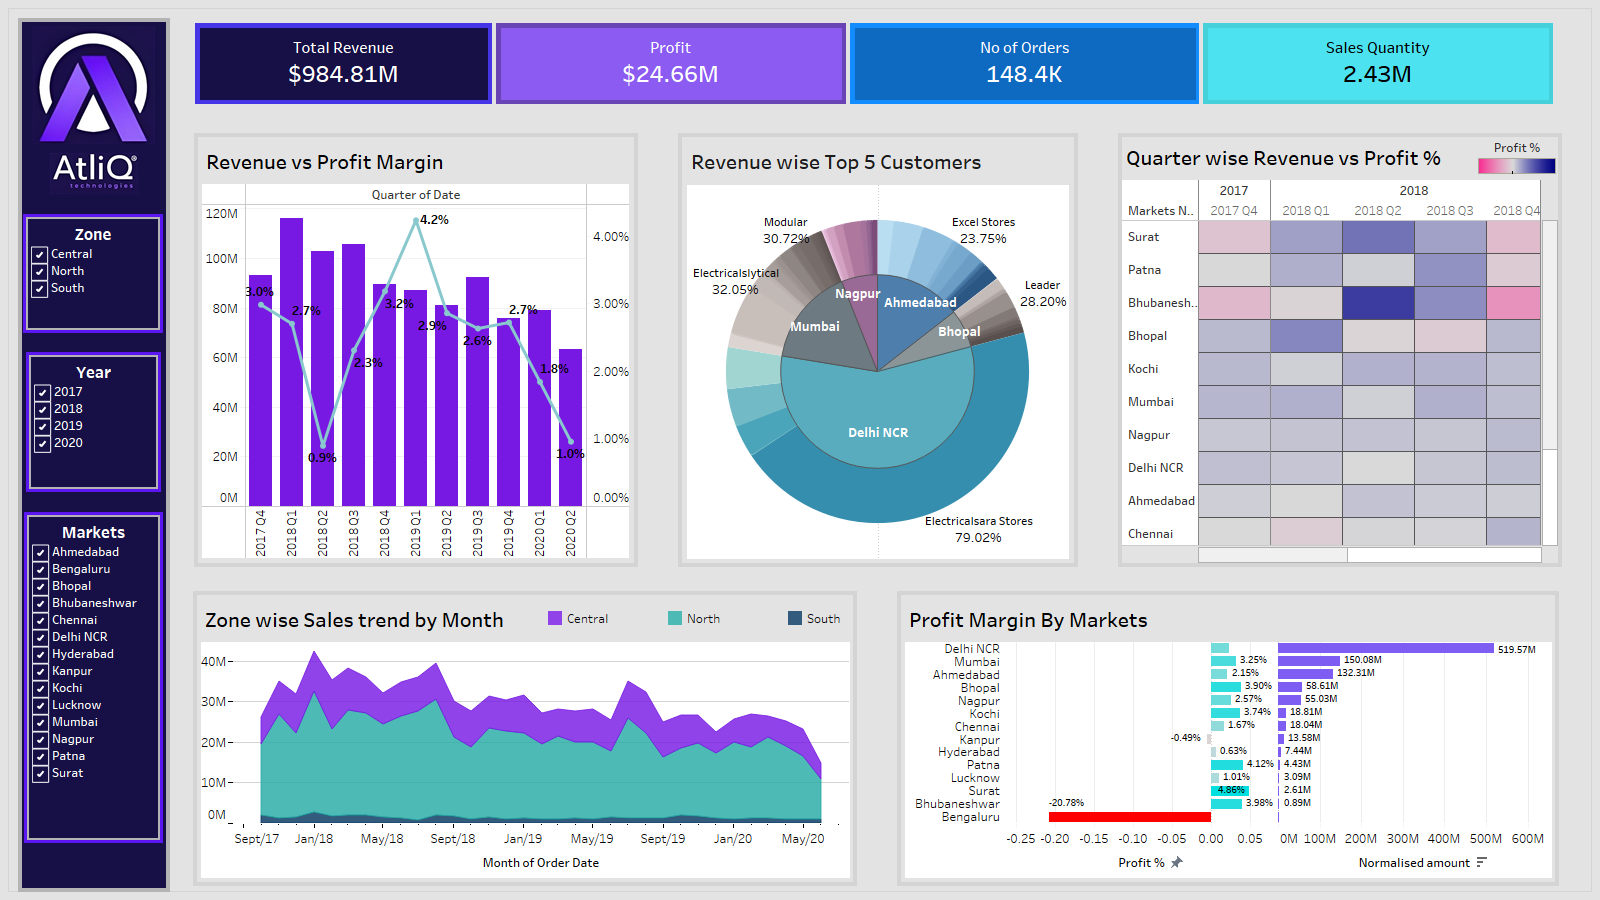 AtliQ
technologies
Zone
Central
North
South
Year
2017
2018
2019
2020
Markets
Ahmedabad
Bengaluru
Bhopal
Bhubaneshwar
Chennai
Delhi NCR
Hyderabad
Kanpur
Kochi
Lucknow
Mumbai
Nagpur
Patna
Surat
Total Revenue
$984.81M
Profit
$24.66M
No of Orders
148.4K
Sales Quantity
2.43M
Revenue vs Profit Margin
Quarter of Date
120M
100M
80M
60M
40M
20M
0M
3.0%
2.7%
0.9%
2.3%
3.2%
4.2%
2.9%
2.6%
2.7%
1.8%
1.0%
4.00%
3.00%
2.00%
1.00%
0.00%
2017 Q4
2018 Q1
2018 Q2
2018 Q3
2018 Q4
2019 Q1
2019 Q2
2019 Q3
2019 Q4
2020 Q1
2020 Q2
Revenue wise Top 5 Customers
Modular
30.72%
Excel Stores
23.75%
Electricalslytical
32.05%
Leader
28.20%
Nagpur
Ahmedabad
Mumbai
Bhopal
Delhi NCR
Electricalsara Stores
79.02%
Quarter wise Revenue vs Profit %
Profit %
2017 2018
Markets N.. 2017 Q4 2018 Q1 2018 Q2 2018 Q3 2018 Q4
Surat
Patna
Bhubanesh..
Bhopal
Kochi
Mumbai
Nagpur
Delhi NCR
Ahmedabad
Chennai
Zone wise Sales trend by Month
Central North South
40M
30M
20M
10M
0M
Sept/17 Jan/18 May/18 Sept/18 Jan/19 May/19 Sept/19 Jan/20 May/20
Month of Order Date
Profit Margin By Markets
Delhi NCR 519.57M
Mumbai 3.25% 150.08M
Ahmedabad 2.15% 132.31M
Bhopal 3.90% 58.61M
Nagpur 2.57% 55.03M
Kochi 3.74% 18.81M
Chennai 1.67% 18.04M
Kanpur -0.49% 13.58M
Hyderabad 0.63% 7.44M
Patna 4.12% 4.43M
Lucknow 1.01% 3.09M
Surat 4.86% 2.61M
Bhubaneshwar -20.78% 3.98% 0.89M
Bengaluru
-0.25 -0.20 -0.15 -0.10 -0.05 0.00 0.05 0M 100M 200M 300M 400M 500M 600M
Profit % Normalised amount